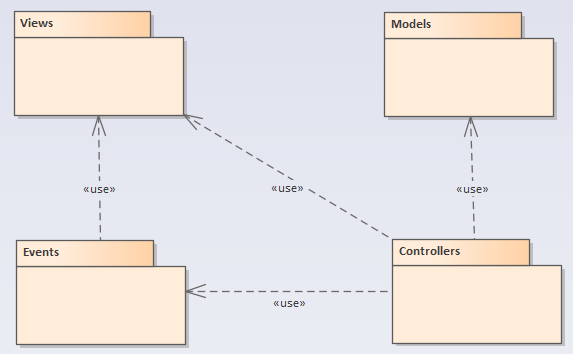 Views
Models
«use»
«use»
«use»
Events
Controllers
«use»